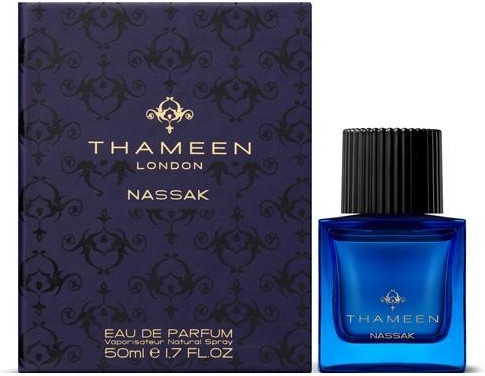 THAMEEN
LONDON
NASSAK
EAU DE PARFUM
Vaporisateur Natural Spray
50ml e 1,7 FL.OZ
THAMEEN
NASSAK